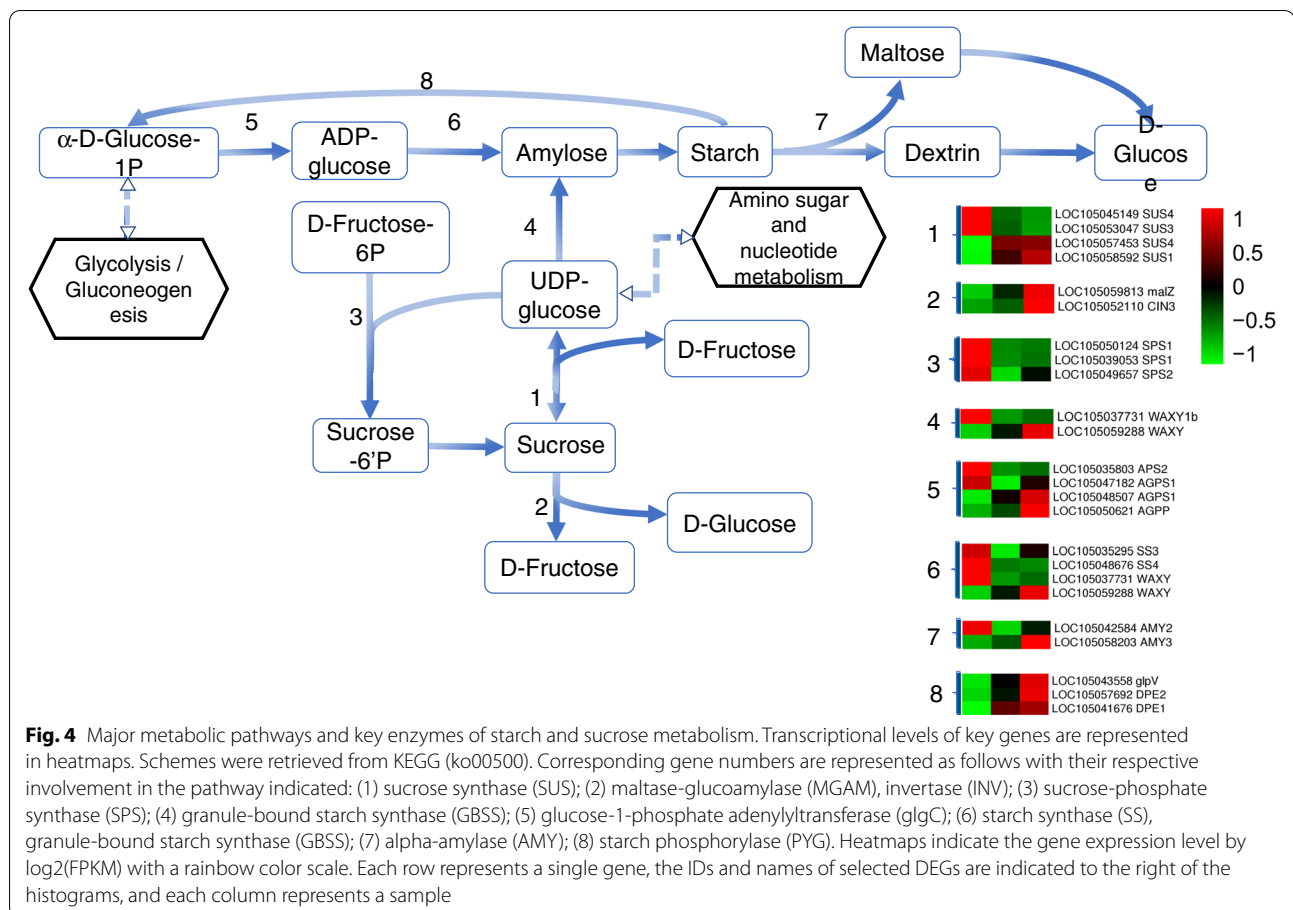 Maltose
8
α-D-Glucose-
1P
5
ADP-
glucose
6
Amylose
Starch
7
Dextrin
D-
Glucos
e
D-Fructose-
6P
4
Amino sugar
and
nucleotide
metabolism
Glycolysis /
Gluconeogen
esis
UDP-
glucose
3
D-Fructose
1
Sucrose
-6’P
Sucrose
2
D-Glucose
D-Fructose
1
LOC105045149 SUS4
LOC105053047 SUS3
LOC105057453 SUS4
LOC105058592 SUS1
2
LOC105059813 malZ
LOC105052110 CIN3
3
LOC105050124 SPS1
LOC105039053 SPS1
LOC105049657 SPS2
4
LOC105037731 WAXY1b
LOC105059288 WAXY
5
LOC105035803 APS2
LOC105047182 AGPS1
LOC105048507 AGPS1
LOC105050621 AGPP
6
LOC105035295 SS3
LOC105048676 SS4
LOC105037731 WAXY
LOC105059288 WAXY
7
LOC105042584 AMY2
LOC105058203 AMY3
8
LOC105043558 glpV
LOC105057692 DPE2
LOC105041676 DPE1
1
0.5
0
−0.5
−1
Fig. 4 Major metabolic pathways and key enzymes of starch and sucrose metabolism. Transcriptional levels of key genes are represented
in heatmaps. Schemes were retrieved from KEGG (ko00500). Corresponding gene numbers are represented as follows with their respective
involvement in the pathway indicated: (1) sucrose synthase (SUS); (2) maltase-glucoamylase (MGAM), invertase (INV); (3) sucrose-phosphate
synthase (SPS); (4) granule-bound starch synthase (GBSS); (5) glucose-1-phosphate adenylyltransferase (glgC); (6) starch synthase (SS),
granule-bound starch synthase (GBSS); (7) alpha-amylase (AMY); (8) starch phosphorylase (PYG). Heatmaps indicate the gene expression level by
log2(FPKM) with a rainbow color scale. Each row represents a single gene, the IDs and names of selected DEGs are indicated to the right of the
histograms, and each column represents a sample